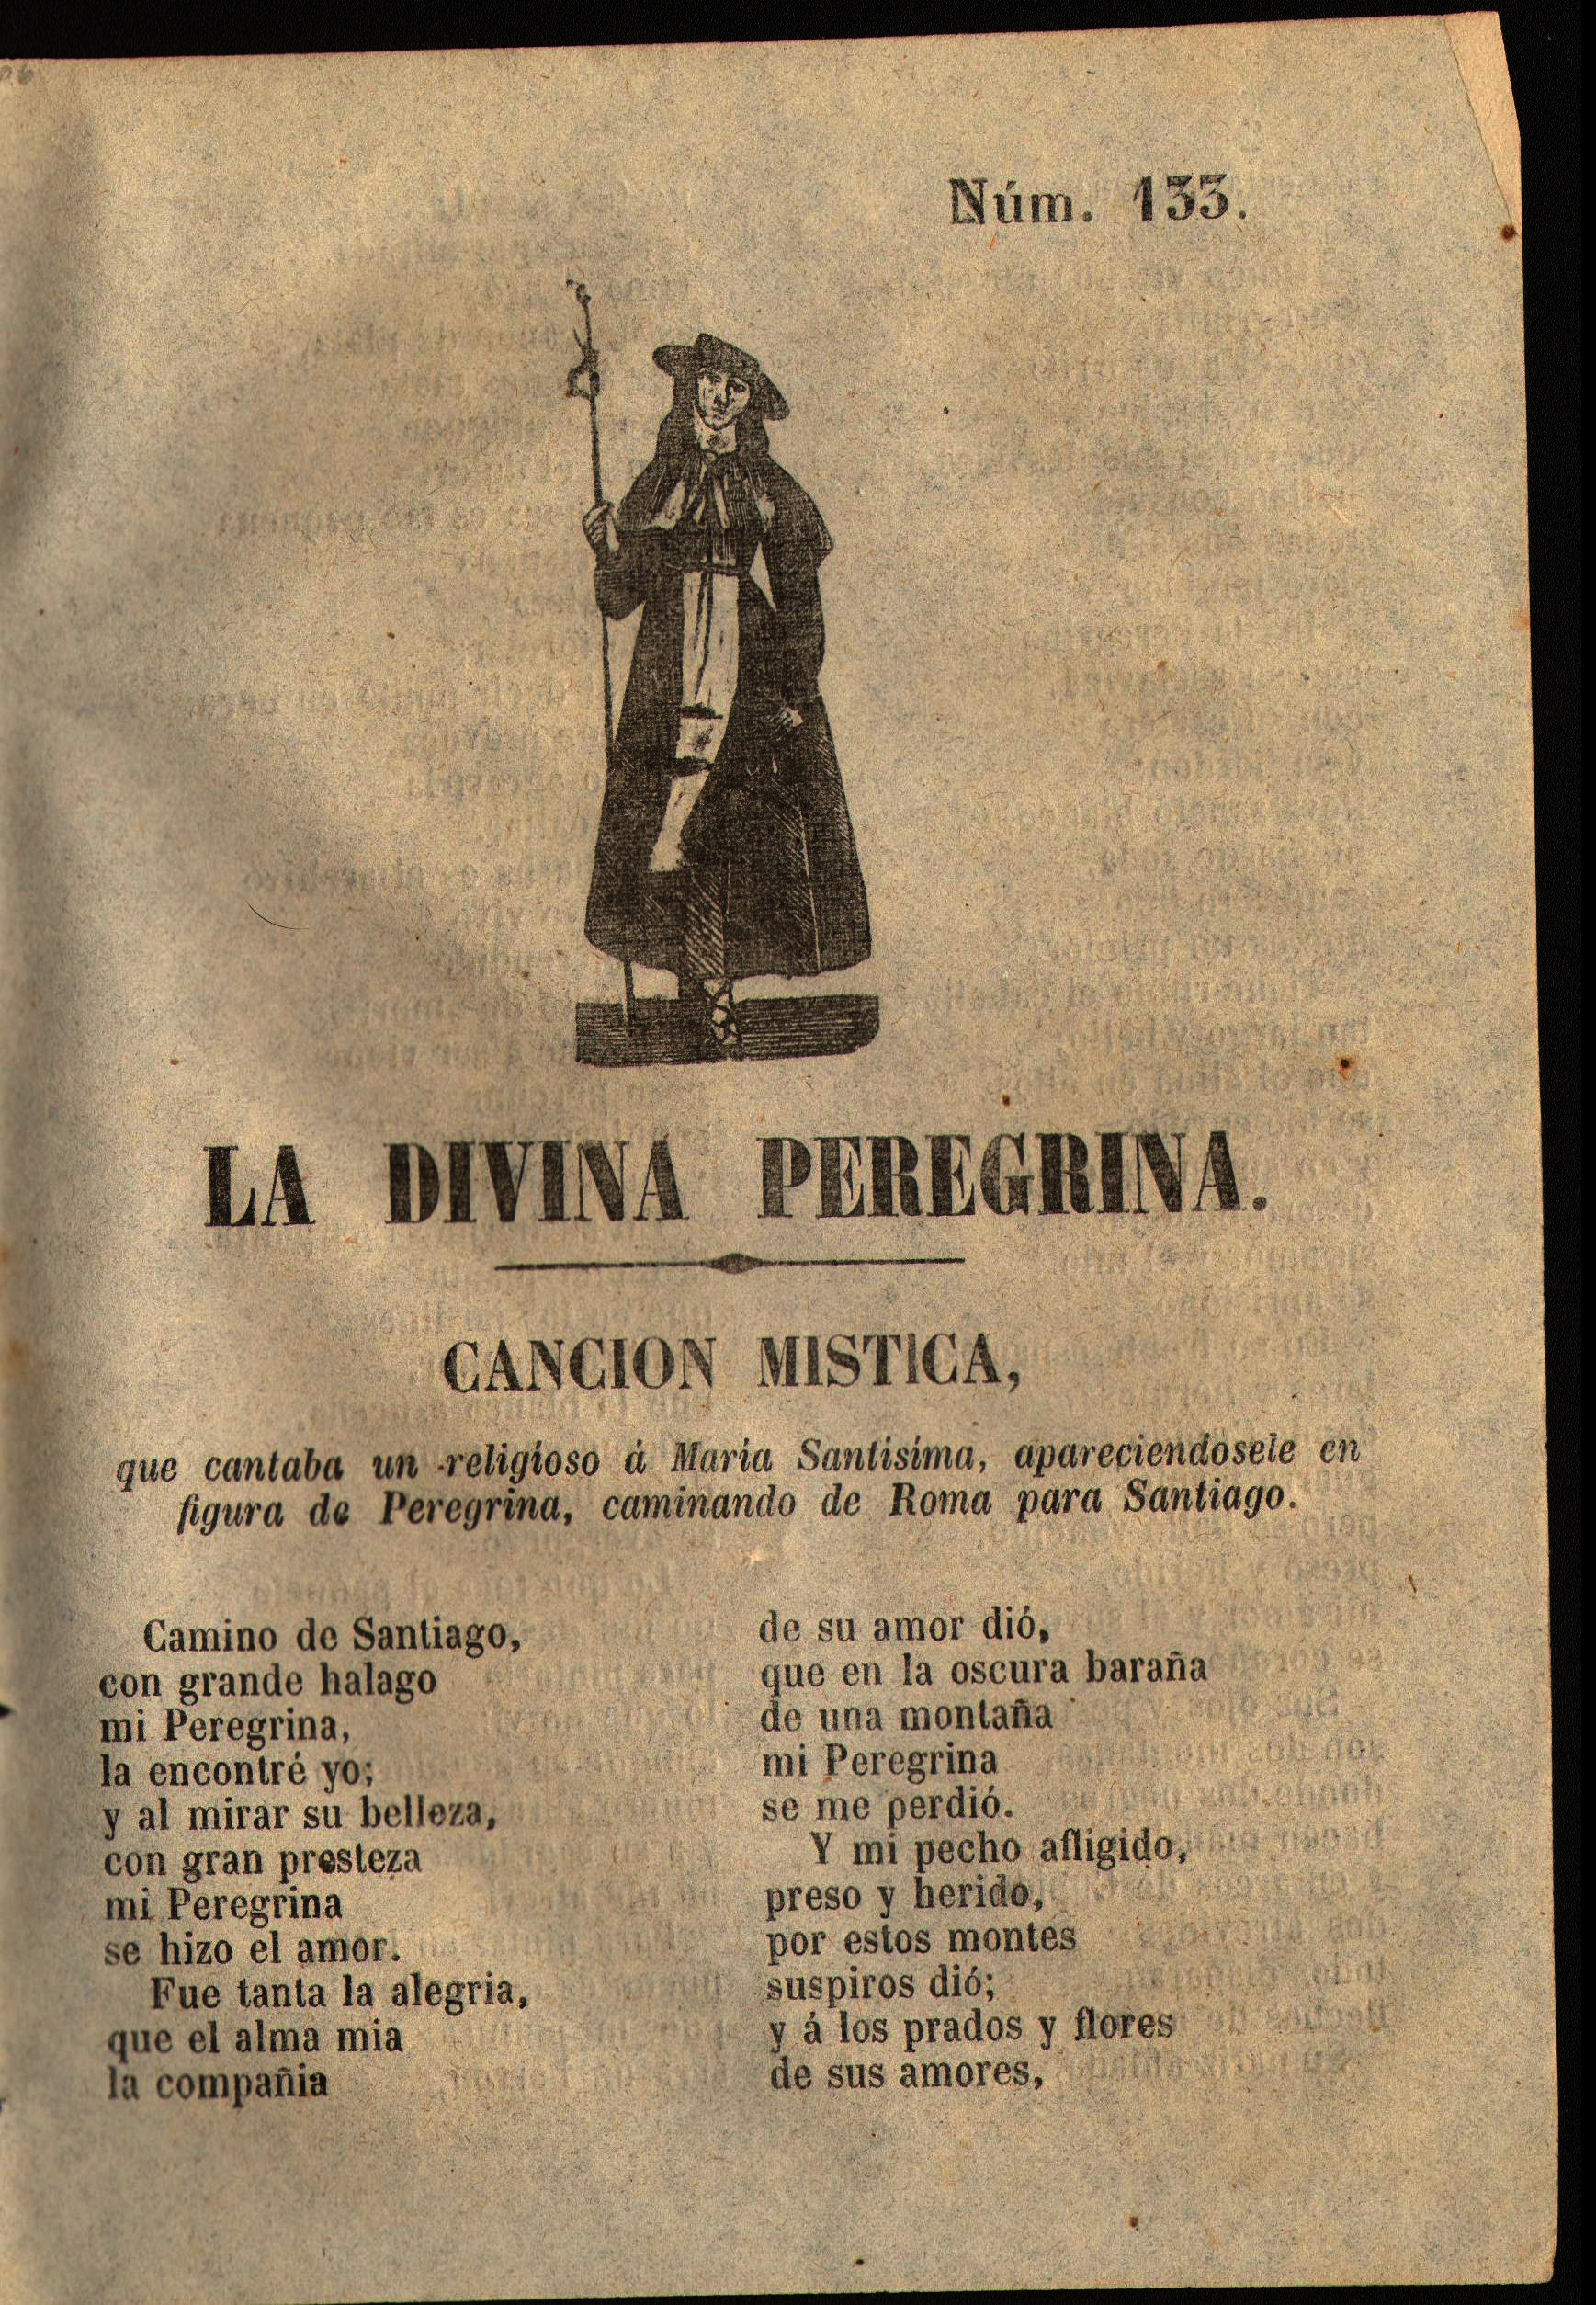 Núm. 133.
LA DIVINA PEREGRINA.
CANCION MISTICA,
que cantaba un religioso á Maria Santisima, apareciendosele en
figura de Peregrina, caminando de Roma para Santiago.
Camino de Santiago,
con grande halago
mi Peregrina,
la encontré yo;
y al mirar su belleza,
con gran presteza
mi Peregrina
se hizo el amor.
Fue tanta la alegria,
que el alma mia
la compañia
de su amor dió,
que en la oscura baraña
de una montaña
mi Peregrina
se me perdió.
Y mi pecho afligido,
preso y herido,
por estos montes
suspiros dió;
y á los prados y flores
de sus amores,